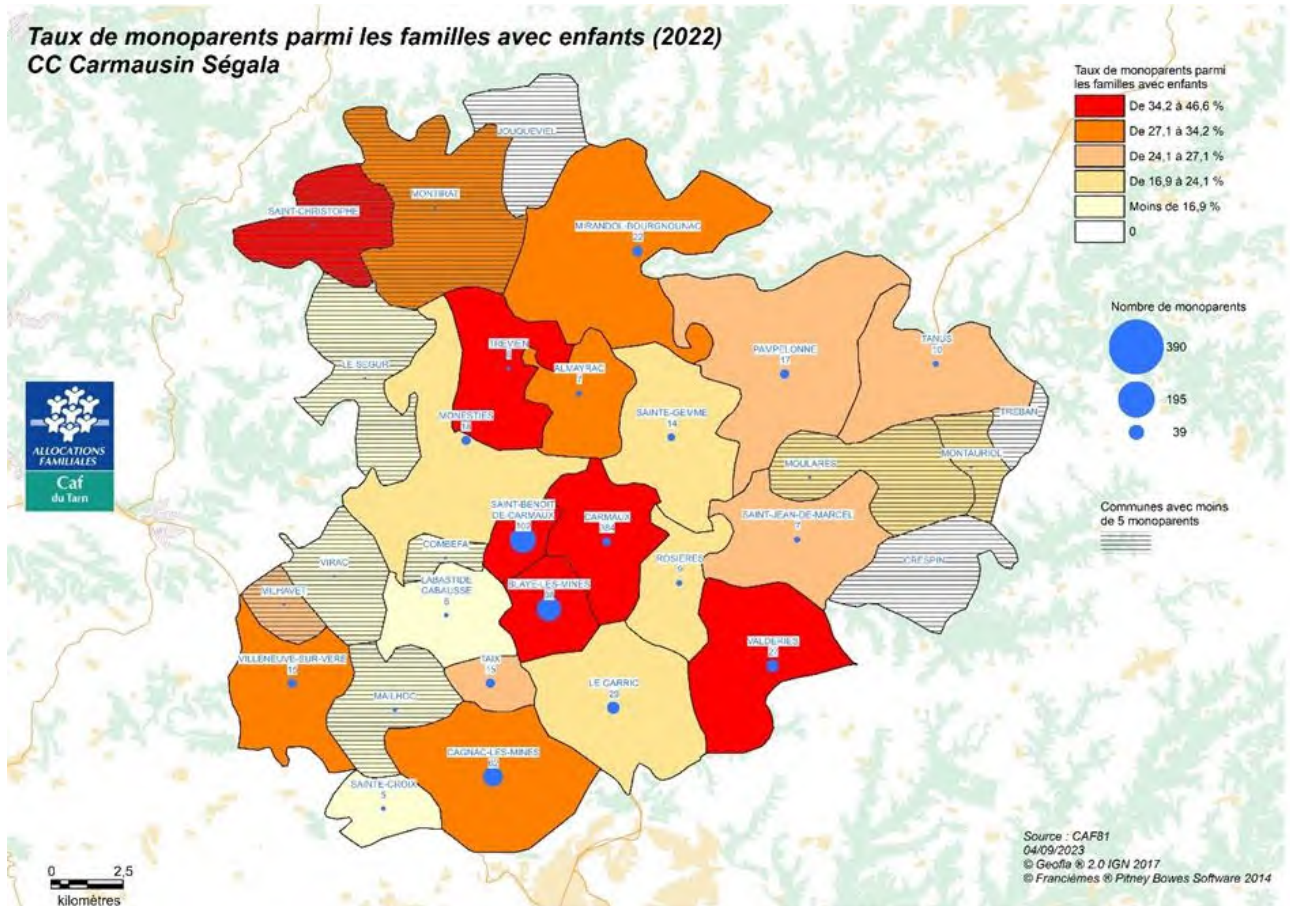 Taux de monoparents parmi les familles avec enfants (2022)
CC Carmausin Ségala
Taux de monoparents parmi
les familles avec enfants
De 34,2 à 46,6 %
De 27,1 à 34,2 %
De 24,1 à 27,1 %
De 16,9 à 24,1 %
Moins de 16,9 %
0
Nombre de monoparents
390
195
39
Communes avec moins
de 5 monoparents
ALLOCATIONS
FAMILIALES
Caf
du Tarn
JOUQUEVIEL
MONTIRAT
SAINT-CHRISTOPHE
MIRANDOL-BOURGNOUNAC
22
TREVIEN
PAMPELONNE
17
TANUS
10
ALMAYRAC
7
LE SEGUR
MONESTIES
18
SAINTE-GEMME
14
TREBAN
MONTAURIOL
MOULARES
SAINT-BENOIT
DE-CARMAUX
102
CARMAUX
384
SAINT-JEAN-DE-MARCEL
7
COMBEFA
ROSIERES
6
CRESPIN
VIRAC
LABASTIDE
GABAUSSE
6
BLAYE-LES-MINES
MILHAVET
VALDERIES
VILLENEUVE-SUR-VERE
TAIX
15
LE GARRIC
29
MAILHOC
CAGNAC-LES-MINES
SAINTE-CROIX
5
0 2,5
kilomètres
Source : CAF81
04/09/2023
© Geofla ® 2.0 IGN 2017
© Francièmes ® Pitney Bowes Software 2014